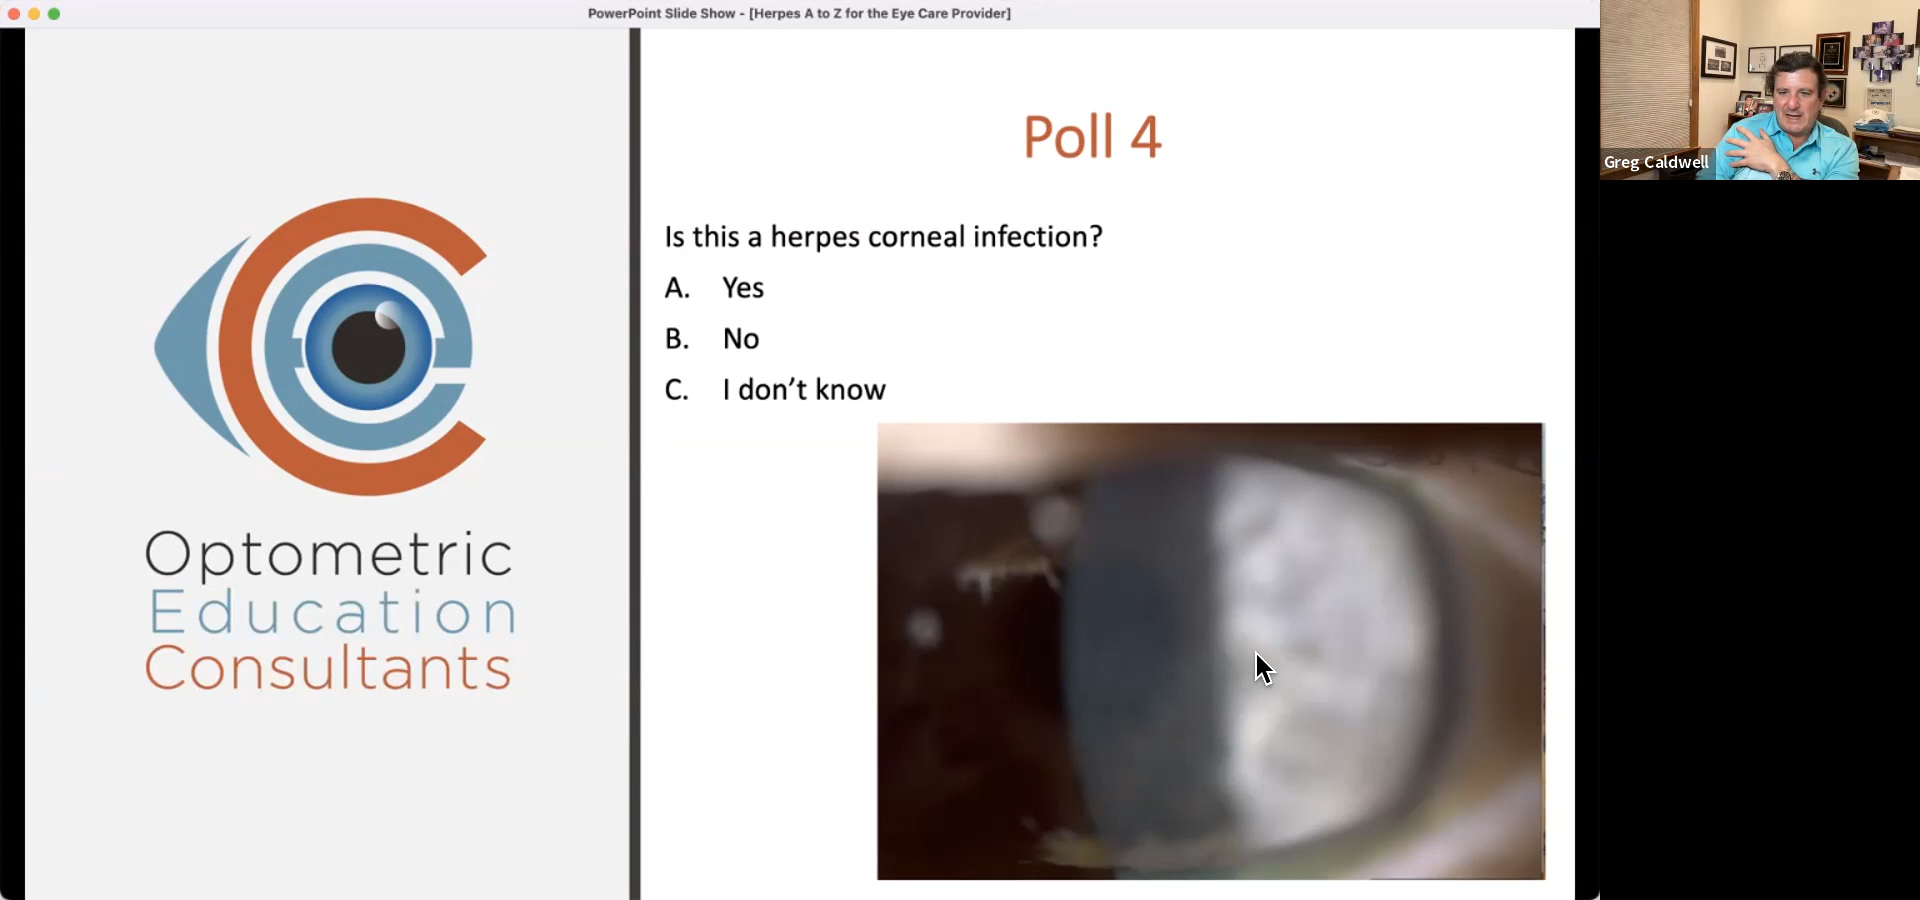 PowerPoint Slide Show - [Herpes A to Z for the Eye Care Provider]
Poll 4
Is this a herpes corneal infection?
A. Yes
B. No
C. I don’t know
Optometric
Education
Consultants
Greg Caldwell